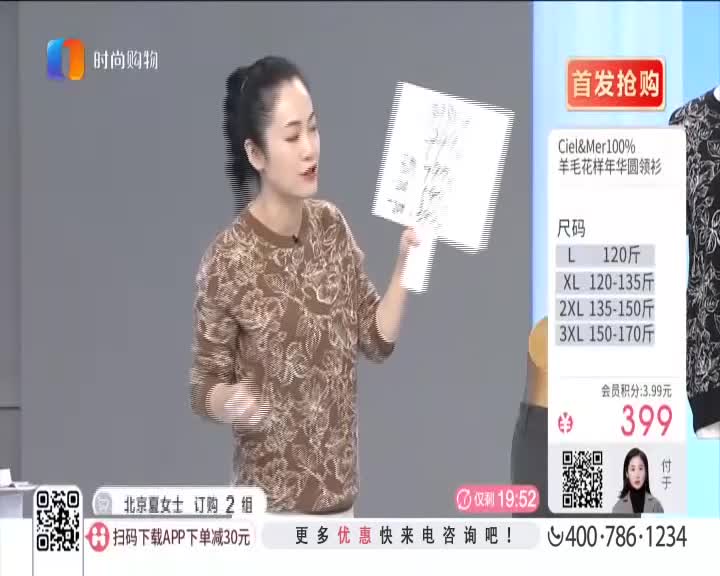 时尚购物
首发抢购
Ciel&Mer100%
羊毛花样年华圆领衫
尺码
L 120斤
XL 120-135斤
2XL 135-150斤
3XL 150-170斤
会员积分:3.99元
399
付于
北京夏女士 订购 2 组
仅剩 19:52
扫码下载APP下单减30元
更多优惠快来电咨询吧!
400·786·1234